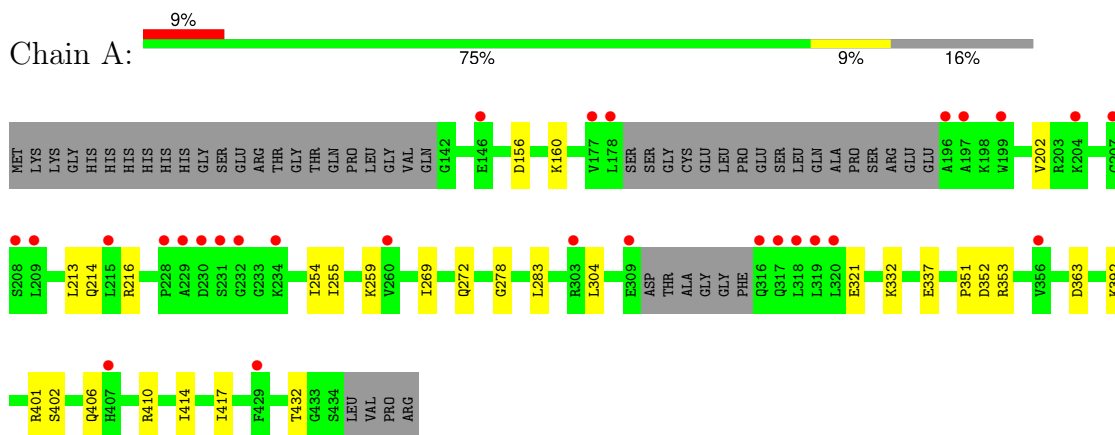 9%
Chain A:
75% 9% 16%
MET LYS LYS GLY HIS HIS HIS HIS HIS HIS GLY SER GLU ARG THR GLY THR THR GLN PRO LEU GLY VAL GLN G142 E146 D156 K160 V177 L178 SER SER GLY CYS GLU LEU PRO GLU SER LEU GLN ALA PRO SER ARG GLU GLU A196 A197 K198 W199 V202 R203 K204
S208 L209 L213 Q214 L215 R216 P228 A229 D230 S231 G232 G233 K234 I254 I255 K259 V260 I269 Q272 G278 L283 R303 L304 E309 ASP THR ALA GLY GLY PHE Q316 Q317 L318 L319 L320 E321 K332 E337 P351 D352 R353 V356 D363
R401 S402 Q406 H407 R410 I414 I417 F429 T432 G433 S434 LEU VAL PRO ARG